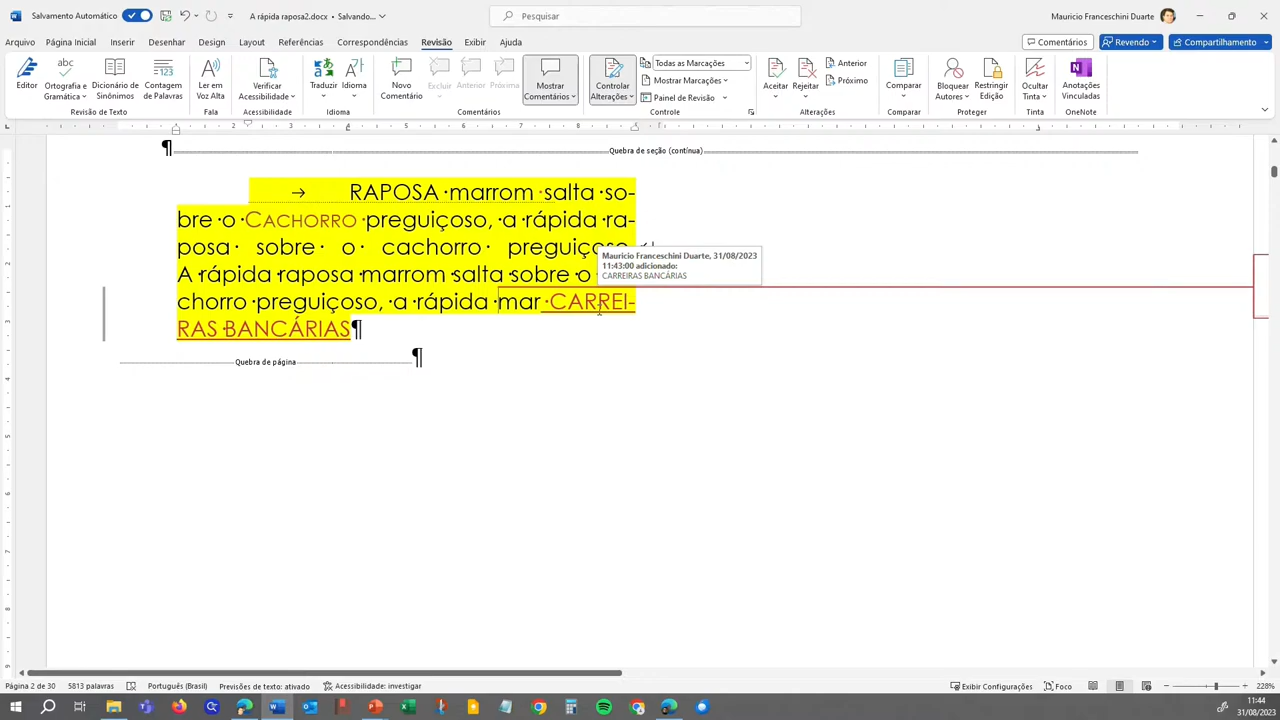 Salvamento Automático
A rápida raposa2.docx • Salvando...
Pesquisar
Mauricio Franceschini Duarte
Arquivo Página Inicial Inserir Desenhar Design Layout Referências Correspondências Revisão Exibir Ajuda
Comentários Revendo Compartilhamento
Editor
Ortografia e Gramática
Dicionário de Sinônimos
Contagem de Palavras
Ler em Voz Alta
Verificar Acessibilidade
Traduzir
Idioma
Novo Comentário
Excluir
Anterior
Próximo
Mostrar Comentários
Controlar Alterações
Todas as Marcações
Mostrar Marcações
Painel de Revisão
Aceitar
Rejeitar
Anterior
Próximo
Comparar
Bloquear Autores
Restringir Edição
Ocultar Tinta
Anotações Vinculadas
Revisão de Texto Fala Acessibilidade Idioma Comentários Controle Alterações Comparar Proteger Tinta OneNote
2 3 4 5 6 7 8
¶ Quebra de seção (contínua)
→ RAPOSA·marrom·salta·so-
bre·o·CACHORRO·preguiçoso,·a·rápida·ra-
posa·sobre·o·cachorro·preguiçoso.
A·rápida·raposa·marrom·salta·sobre·o
chorro·preguiçoso,·a·rápida·mar·CARREI-
RAS·BANCÁRIAS¶
Mauricio Franceschini Duarte, 31/08/2023
11:43:00 adicionado:
CARREIRAS BANCÁRIAS
Quebra de página ¶
Página 2 de 30 5813 palavras Português (Brasil) Previsões de texto: ativado Acessibilidade: investigar Exibir Configurações Foco 228%
11:44
31/08/2023